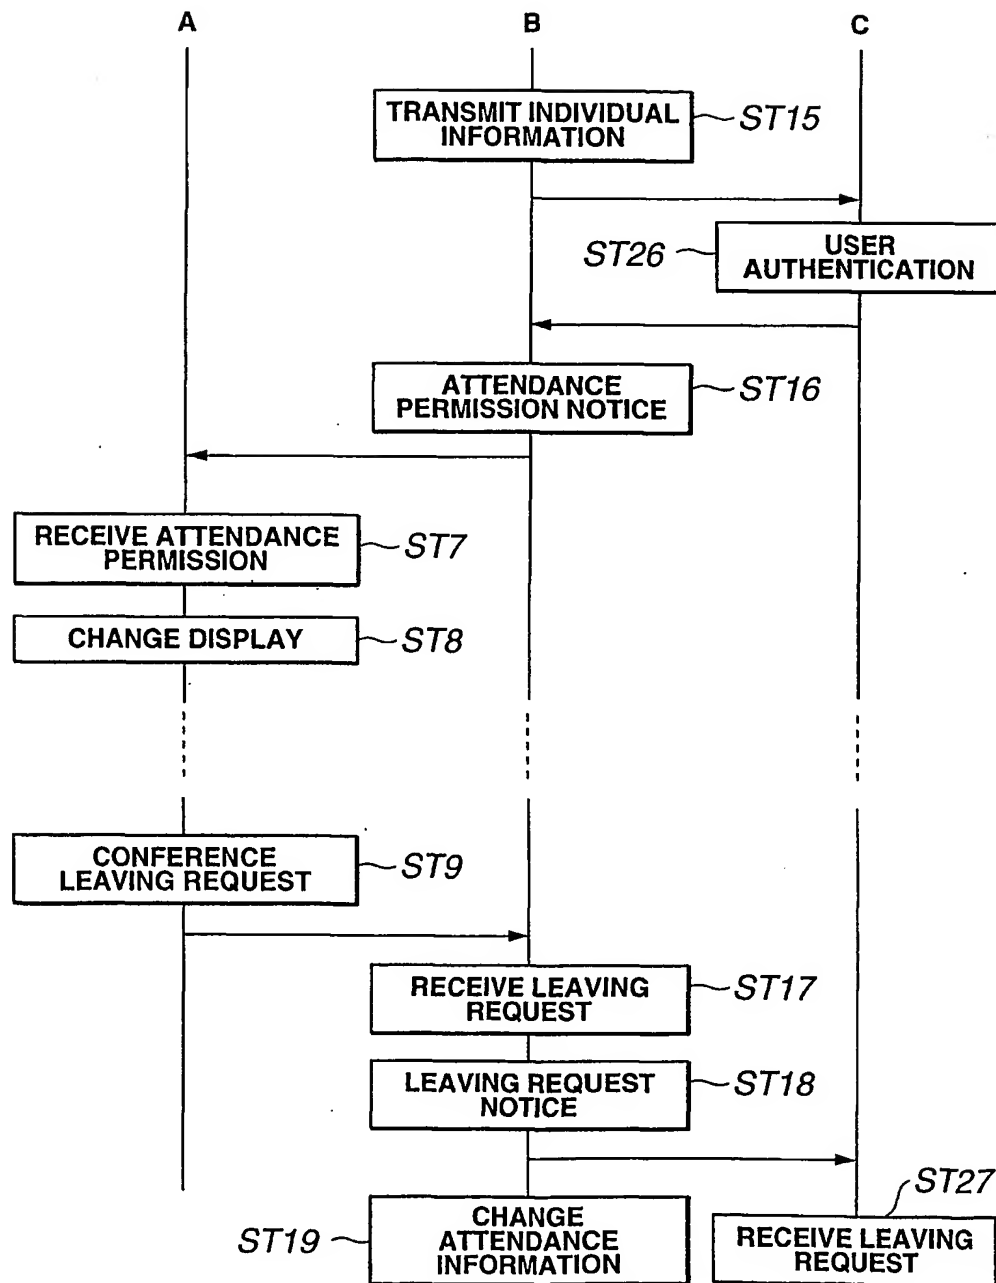 A
B
C
TRANSMIT INDIVIDUAL
INFORMATION
ST15
ST26
USER
AUTHENTICATION
ATTENDANCE
PERMISSION NOTICE
ST16
RECEIVE ATTENDANCE
PERMISSION
ST7
CHANGE DISPLAY
ST8
CONFERENCE
LEAVING REQUEST
ST9
RECEIVE LEAVING
REQUEST
ST17
LEAVING REQUEST
NOTICE
ST18
ST27
ST19
CHANGE
ATTENDANCE
INFORMATION
RECEIVE LEAVING
REQUEST